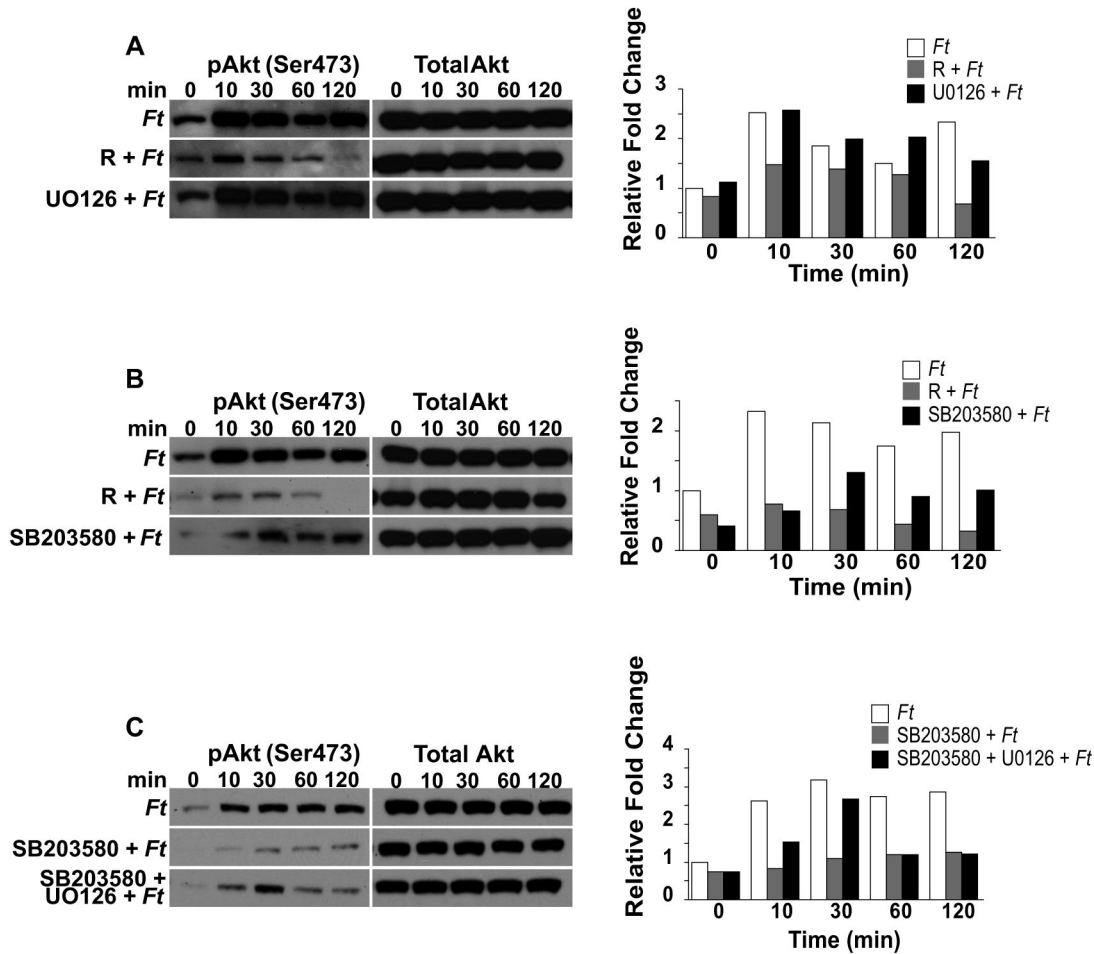 A
pAkt (Ser473) Total Akt
min 0 10 30 60 120 0 10 30 60 120
Ft
R + Ft
UO126 + Ft
Relative Fold Change
3
2
1
0
0 10 30 60 120
Time (min)
Ft
R + Ft
U0126 + Ft
B
pAkt (Ser473) Total Akt
min 0 10 30 60 120 0 10 30 60 120
Ft
R + Ft
SB203580 + Ft
Relative Fold Change
2
1
0
0 10 30 60 120
Time (min)
Ft
R + Ft
SB203580 + Ft
C
pAkt (Ser473) Total Akt
min 0 10 30 60 120 0 10 30 60 120
Ft
SB203580 + Ft
SB203580 +
UO126 + Ft
Relative Fold Change
4
3
2
1
0
0 10 30 60 120
Time (min)
Ft
SB203580 + Ft
SB203580 + U0126 + Ft